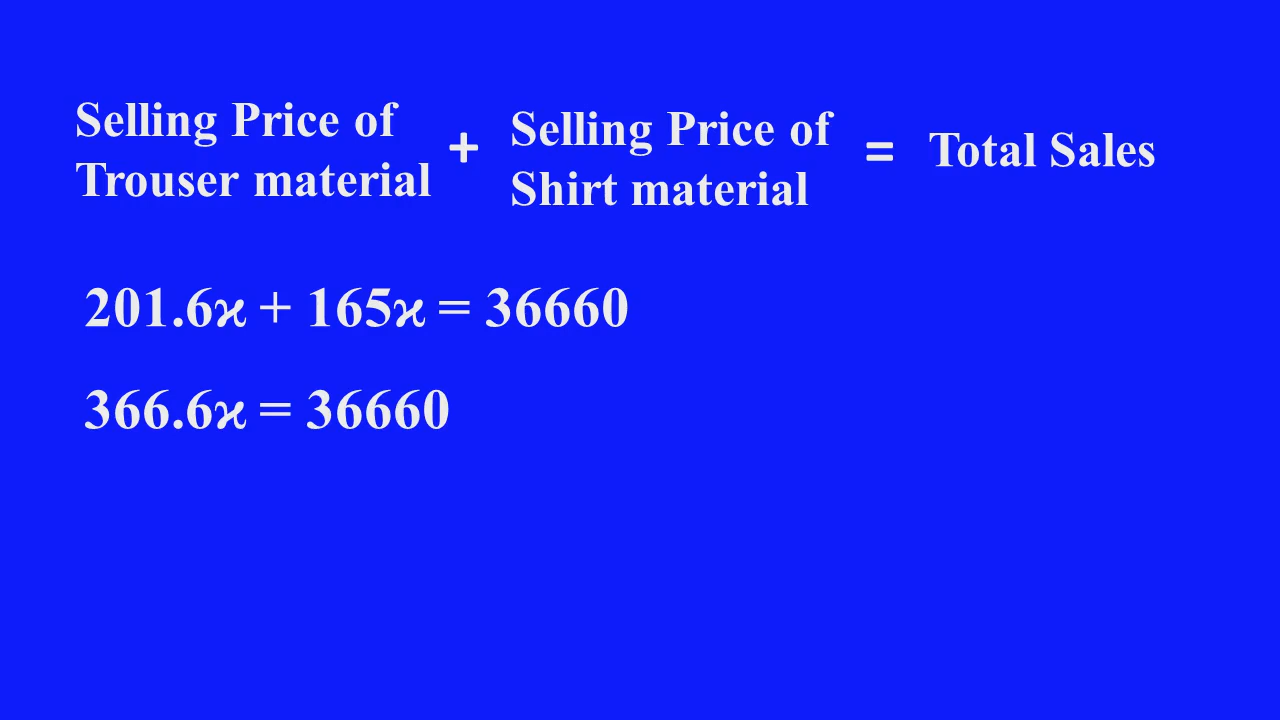 Selling Price of
Trouser material
+
Selling Price of
Shirt material
=
Total Sales
201.6ϰ + 165ϰ = 36660
366.6ϰ = 36660